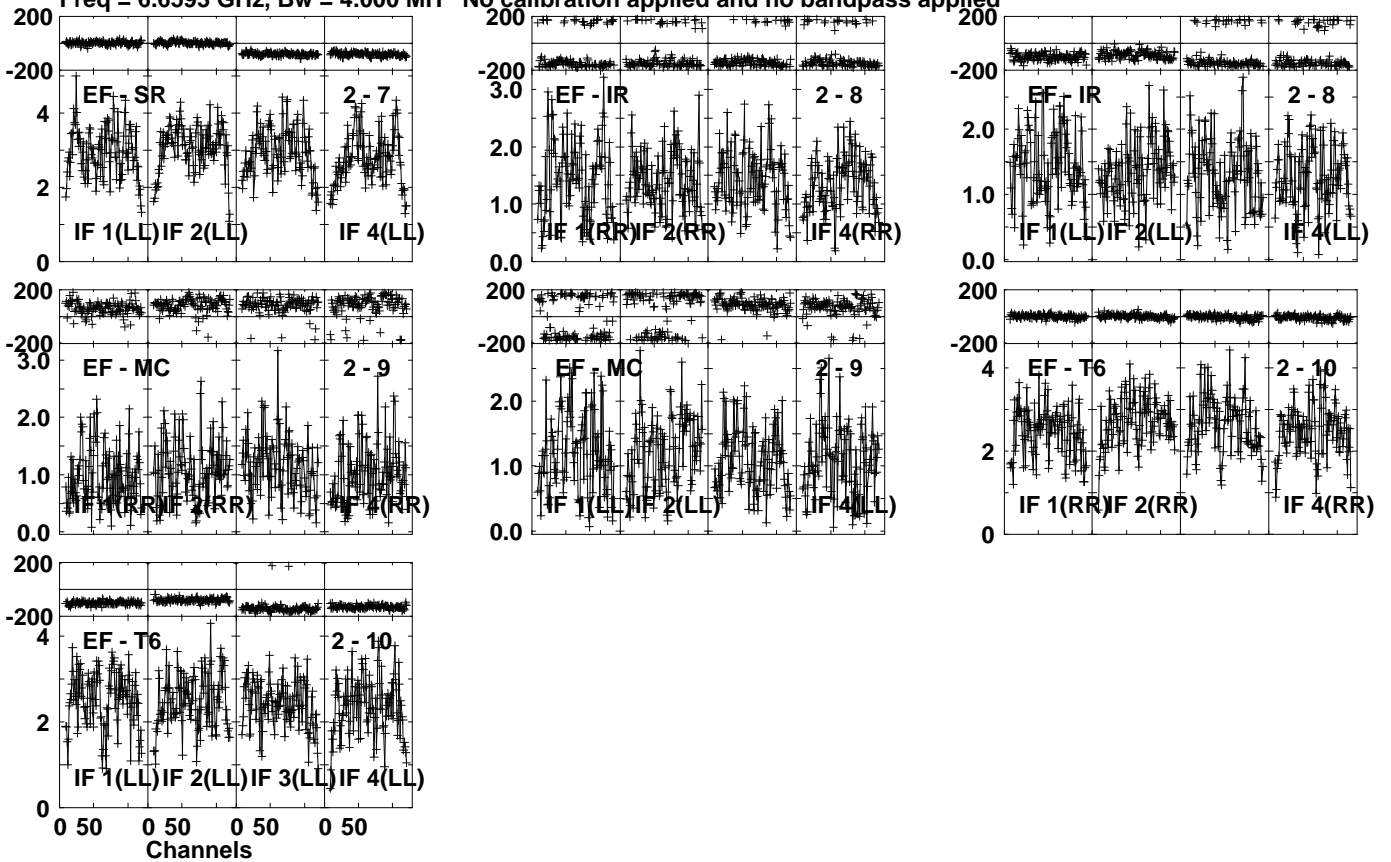 Freq = 6.6593 GHz, Bw = 4.000 MH No calibration applied and no bandpass applied
200
-200
EF - SR 2 - 7
4
2
0
IF 1(LL) IF 2(LL) IF 4(LL)
200
-200
3.0
EF - IR 2 - 8
2.0
1.0
0.0
IF 1(RR) IF 2(RR) IF 4(RR)
200
-200
EF - IR 2 - 8
2.0
1.0
0.0
IF 1(LL) IF 2(LL) IF 4(LL)
200
-200
3.0
EF - MC 2 - 9
2.0
1.0
0.0
IF 1(RR) IF 2(RR) IF 4(RR)
200
-200
EF - MC 2 - 9
2.0
1.0
0.0
IF 1(LL) IF 2(LL) IF 4(LL)
200
-200
4
EF - T6 2 - 10
2
0
IF 1(RR) IF 2(RR) IF 4(RR)
200
-200
4
EF - T6 2 - 10
2
0
IF 1(LL) IF 2(LL) IF 3(LL) IF 4(LL)
0 50 0 50 0 50 0 50
Channels